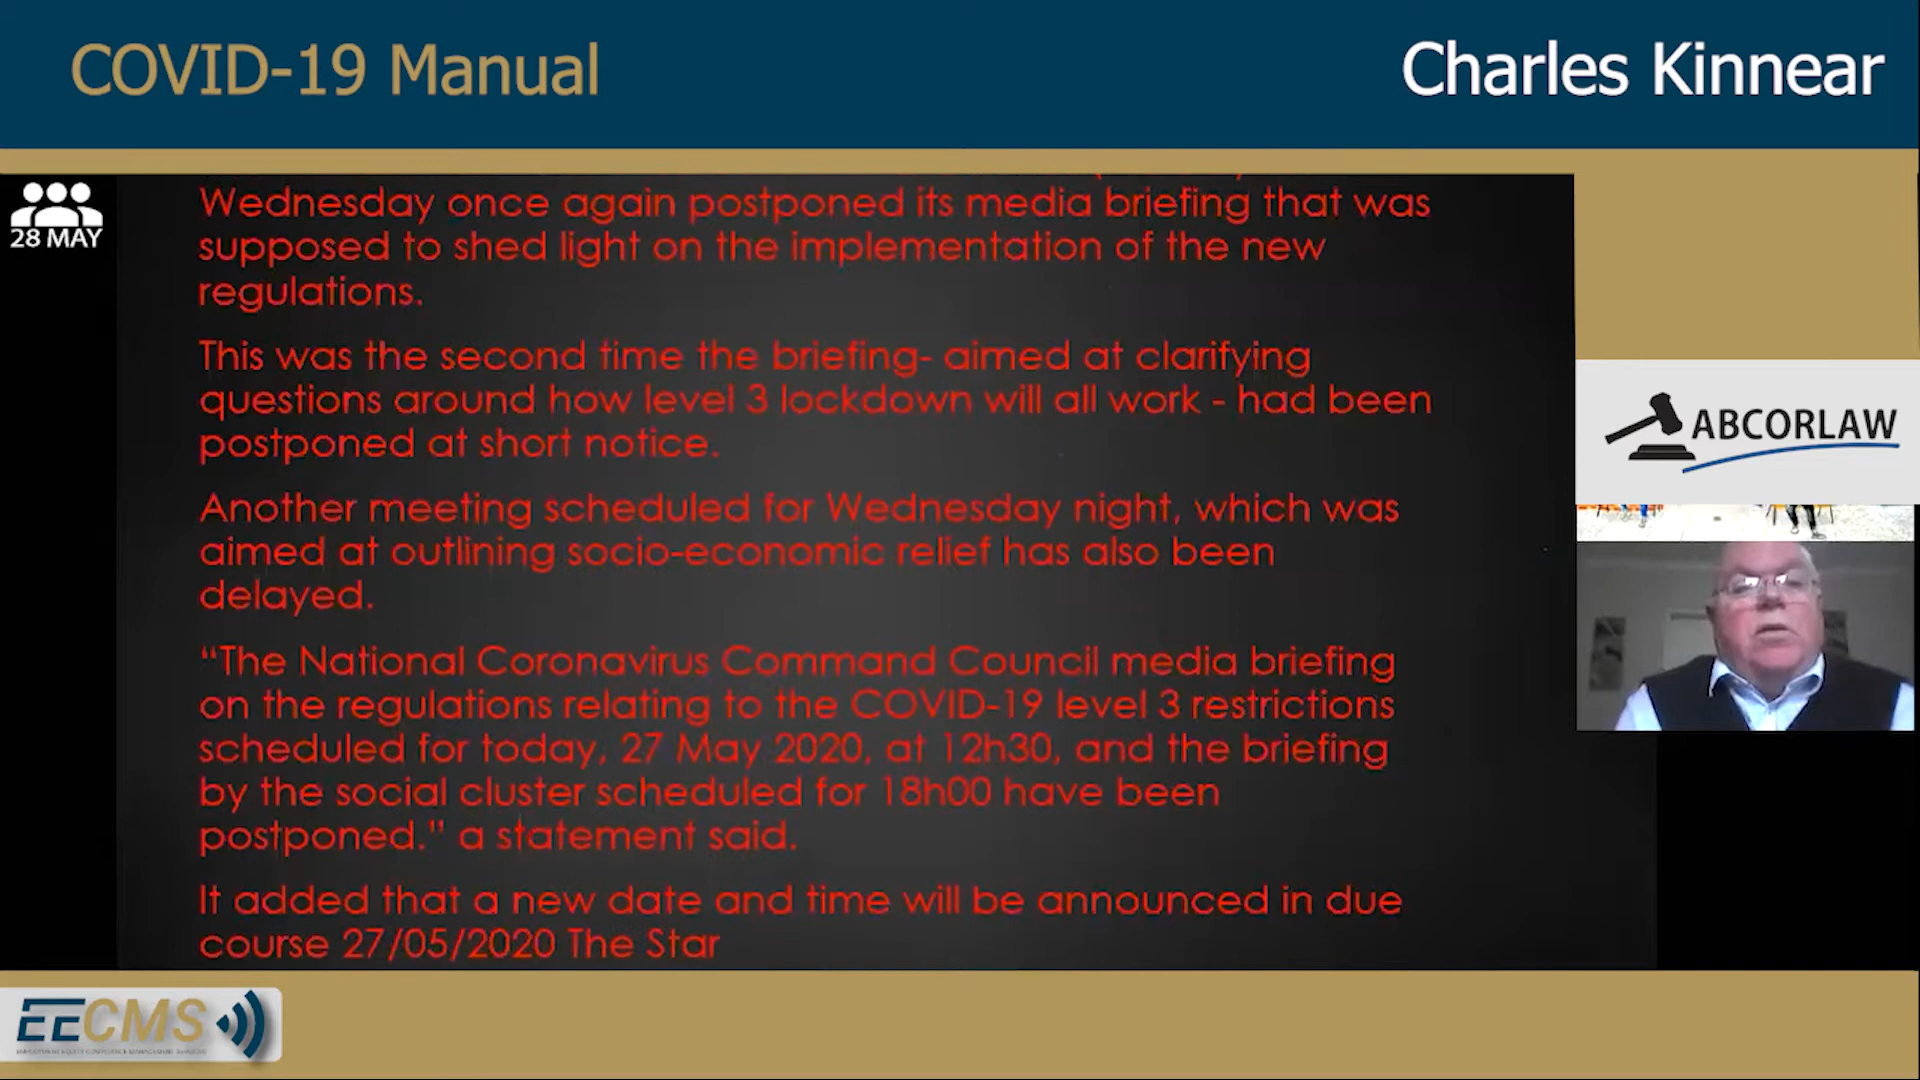 COVID-19 Manual
Charles Kinnear
28 MAY
Wednesday once again postponed its media briefing that was
supposed to shed light on the implementation of the new
regulations.
This was the second time the briefing- aimed at clarifying
questions around how level 3 lockdown will all work - had been
postponed at short notice.
Another meeting scheduled for Wednesday night, which was
aimed at outlining socio-economic relief has also been
delayed.
“The National Coronavirus Command Council media briefing
on the regulations relating to the COVID-19 level 3 restrictions
scheduled for today, 27 May 2020, at 12h30, and the briefing
by the social cluster scheduled for 18h00 have been
postponed.” a statement said.
It added that a new date and time will be announced in due
course 27/05/2020 The Star
ABCORLAW
EECMS